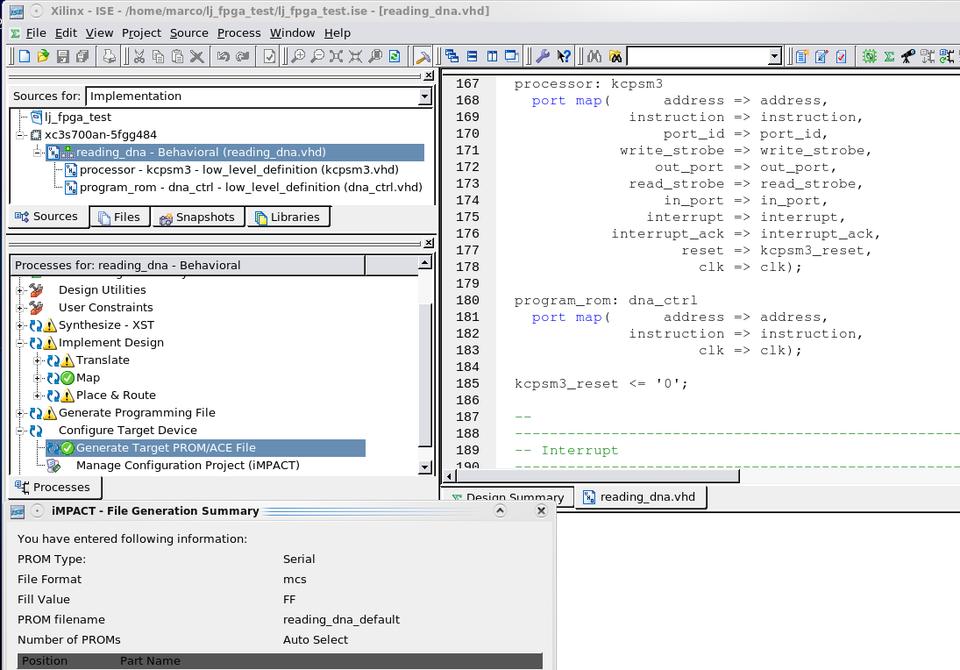 Xilinx - ISE - /home/marco/lj_fpga_test/lj_fpga_test.ise - [reading_dna.vhd]
File Edit View Project Source Process Window Help
Sources for: Implementation
lj_fpga_test
xc3s700an-5fgg484
reading_dna - Behavioral (reading_dna.vhd)
processor - kcpsm3 - low_level_definition (kcpsm3.vhd)
program_rom - dna_ctrl - low_level_definition (dna_ctrl.vhd)
Sources Files Snapshots Libraries
Processes for: reading_dna - Behavioral
Design Utilities
User Constraints
Synthesize - XST
Implement Design
Translate
Map
Place & Route
Generate Programming File
Configure Target Device
Generate Target PROM/ACE File
Manage Configuration Project (iMPACT)
Processes
167 processor: kcpsm3
168 port map( address => address,
169 instruction => instruction,
170 port_id => port_id,
171 write_strobe => write_strobe,
172 out_port => out_port,
173 read_strobe => read_strobe,
174 in_port => in_port,
175 interrupt => interrupt,
176 interrupt_ack => interrupt_ack,
177 reset => kcpsm3_reset,
178 clk => clk);
179
180 program_rom: dna_ctrl
181 port map( address => address,
182 instruction => instruction,
183 clk => clk);
184
185 kcpsm3_reset <= '0';
186
187 --
188 --------------------------------------------------
189 -- Interrupt
190 --------------------------------------------------
Design Summary reading_dna.vhd
iMPACT - File Generation Summary
You have entered following information:
PROM Type: Serial
File Format mcs
Fill Value FF
PROM filename reading_dna_default
Number of PROMs Auto Select
Position Part Name